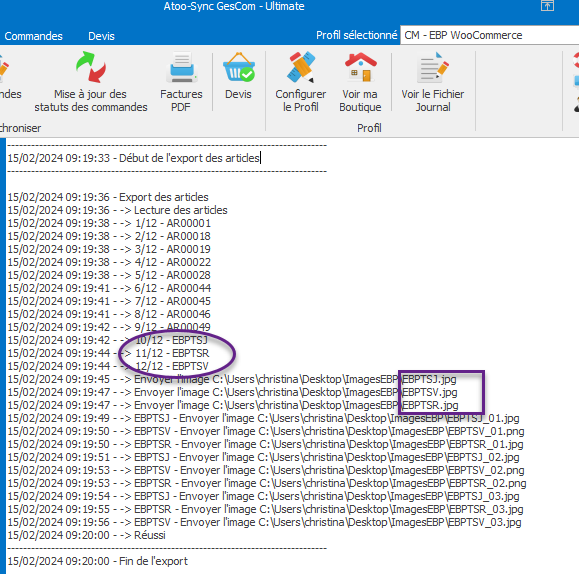 Atoo-Sync GesCom - Ultimate
Commandes Devis Profil sélectionné CM - EBP WooCommerce
ndes Mise à jour des statuts des commandes Factures PDF Devis Configurer le Profil Voir ma Boutique Voir le Fichier Journal
chroniser Profil
15/02/2024 09:19:33 - Début de l'export des articles
15/02/2024 09:19:36 - Export des articles
15/02/2024 09:19:36 - --> Lecture des articles
15/02/2024 09:19:38 - --> 1/12 - AR00001
15/02/2024 09:19:38 - --> 2/12 - AR00018
15/02/2024 09:19:38 - --> 3/12 - AR00019
15/02/2024 09:19:38 - --> 4/12 - AR00022
15/02/2024 09:19:38 - --> 5/12 - AR00028
15/02/2024 09:19:41 - --> 6/12 - AR00044
15/02/2024 09:19:41 - --> 7/12 - AR00045
15/02/2024 09:19:41 - --> 8/12 - AR00046
15/02/2024 09:19:42 - --> 9/12 - AR00049
15/02/2024 09:19:42 - --> 10/12 - EBPTSJ
15/02/2024 09:19:44 - --> 11/12 - EBPTSR
15/02/2024 09:19:44 - --> 12/12 - EBPTSV
15/02/2024 09:19:45 - --> Envoyer l'image C:\Users\christina\Desktop\ImagesEBP\EBPTSJ.jpg
15/02/2024 09:19:47 - --> Envoyer l'image C:\Users\christina\Desktop\ImagesEBP\EBPTSV.jpg
15/02/2024 09:19:47 - --> Envoyer l'image C:\Users\christina\Desktop\ImagesEBP\EBPTSR.jpg
15/02/2024 09:19:49 - --> EBPTSJ - Envoyer l'image C:\Users\christina\Desktop\ImagesEBP\EBPTSJ_01.jpg
15/02/2024 09:19:50 - --> EBPTSV - Envoyer l'image C:\Users\christina\Desktop\ImagesEBP\EBPTSV_01.png
15/02/2024 09:19:50 - --> EBPTSR - Envoyer l'image C:\Users\christina\Desktop\ImagesEBP\EBPTSR_01.jpg
15/02/2024 09:19:51 - --> EBPTSJ - Envoyer l'image C:\Users\christina\Desktop\ImagesEBP\EBPTSJ_02.jpg
15/02/2024 09:19:53 - --> EBPTSV - Envoyer l'image C:\Users\christina\Desktop\ImagesEBP\EBPTSV_02.png
15/02/2024 09:19:53 - --> EBPTSR - Envoyer l'image C:\Users\christina\Desktop\ImagesEBP\EBPTSR_02.png
15/02/2024 09:19:54 - --> EBPTSJ - Envoyer l'image C:\Users\christina\Desktop\ImagesEBP\EBPTSJ_03.jpg
15/02/2024 09:19:55 - --> EBPTSR - Envoyer l'image C:\Users\christina\Desktop\ImagesEBP\EBPTSR_03.jpg
15/02/2024 09:19:56 - --> EBPTSV - Envoyer l'image C:\Users\christina\Desktop\ImagesEBP\EBPTSV_03.jpg
15/02/2024 09:20:00 - --> Réussi
15/02/2024 09:20:00 - Fin de l'export